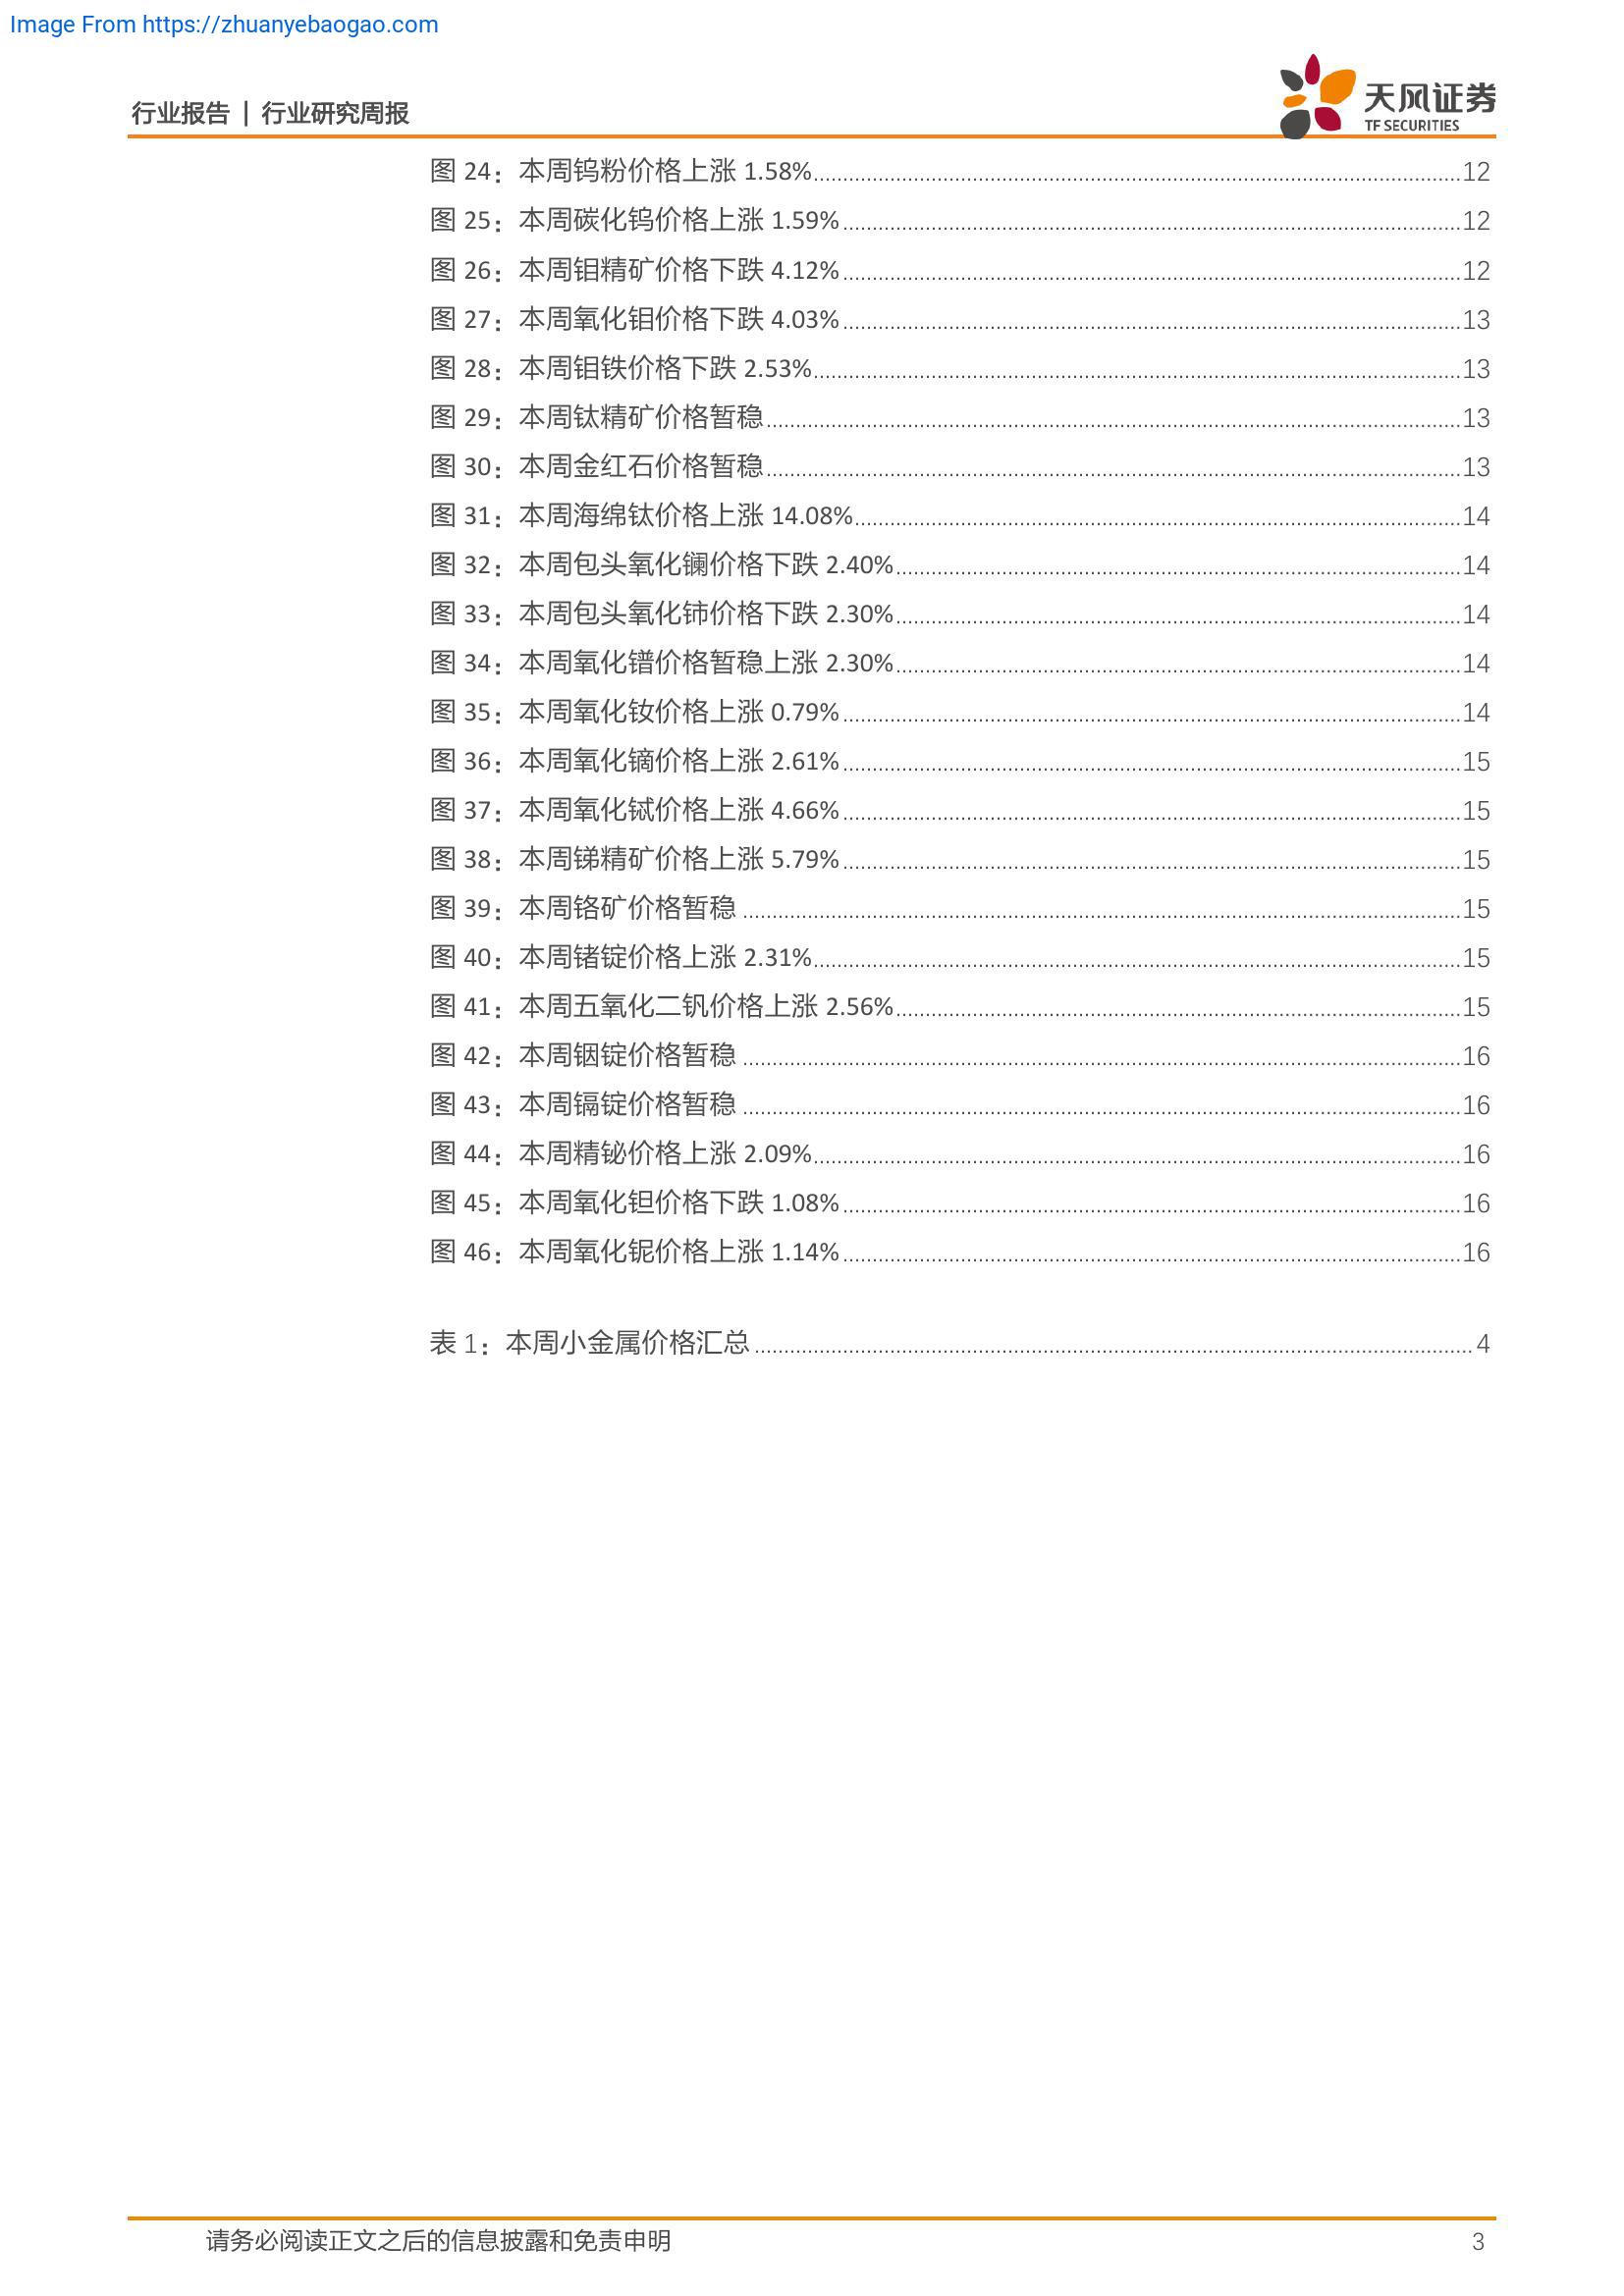 Image From https://zhuanyebaogao.com
行业报告 | 行业研究周报
天风证券
TF SECURITIES
图 24：本周钨粉价格上涨 1.58%........12
图 25：本周碳化钨价格上涨 1.59%........12
图 26：本周钼精矿价格下跌 4.12%........12
图 27：本周氧化钼价格下跌 4.03%........13
图 28：本周钼铁价格下跌 2.53%........13
图 29：本周钛精矿价格暂稳........13
图 30：本周金红石价格暂稳........13
图 31：本周海绵钛价格上涨 14.08%........14
图 32：本周包头氧化镧价格下跌 2.40%........14
图 33：本周包头氧化铈价格下跌 2.30%........14
图 34：本周氧化镨价格暂稳上涨 2.30%........14
图 35：本周氧化钕价格上涨 0.79%........14
图 36：本周氧化镝价格上涨 2.61%........15
图 37：本周氧化铽价格上涨 4.66%........15
图 38：本周锑精矿价格上涨 5.79%........15
图 39：本周铬矿价格暂稳........15
图 40：本周锗锭价格上涨 2.31%........15
图 41：本周五氧化二钒价格上涨 2.56%........15
图 42：本周铟锭价格暂稳........16
图 43：本周镉锭价格暂稳........16
图 44：本周精铋价格上涨 2.09%........16
图 45：本周氧化钽价格下跌 1.08%........16
图 46：本周氧化铌价格上涨 1.14%........16
表 1：本周小金属价格汇总........4
请务必阅读正文之后的信息披露和免责申明 3